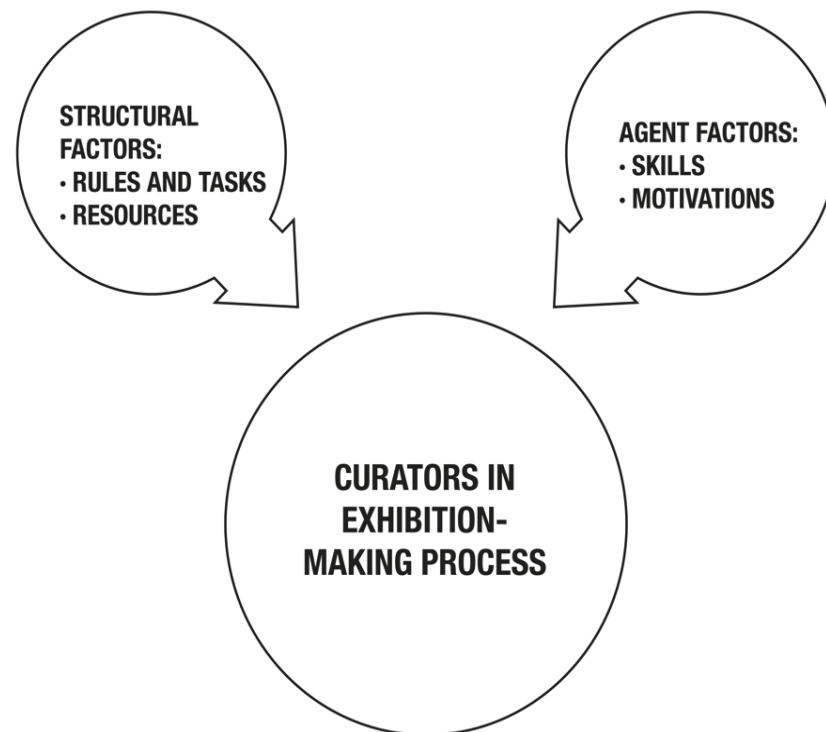 STRUCTURAL
FACTORS:
• RULES AND TASKS
• RESOURCES
AGENT FACTORS:
• SKILLS
• MOTIVATIONS
CURATORS IN
EXHIBITION-
MAKING PROCESS